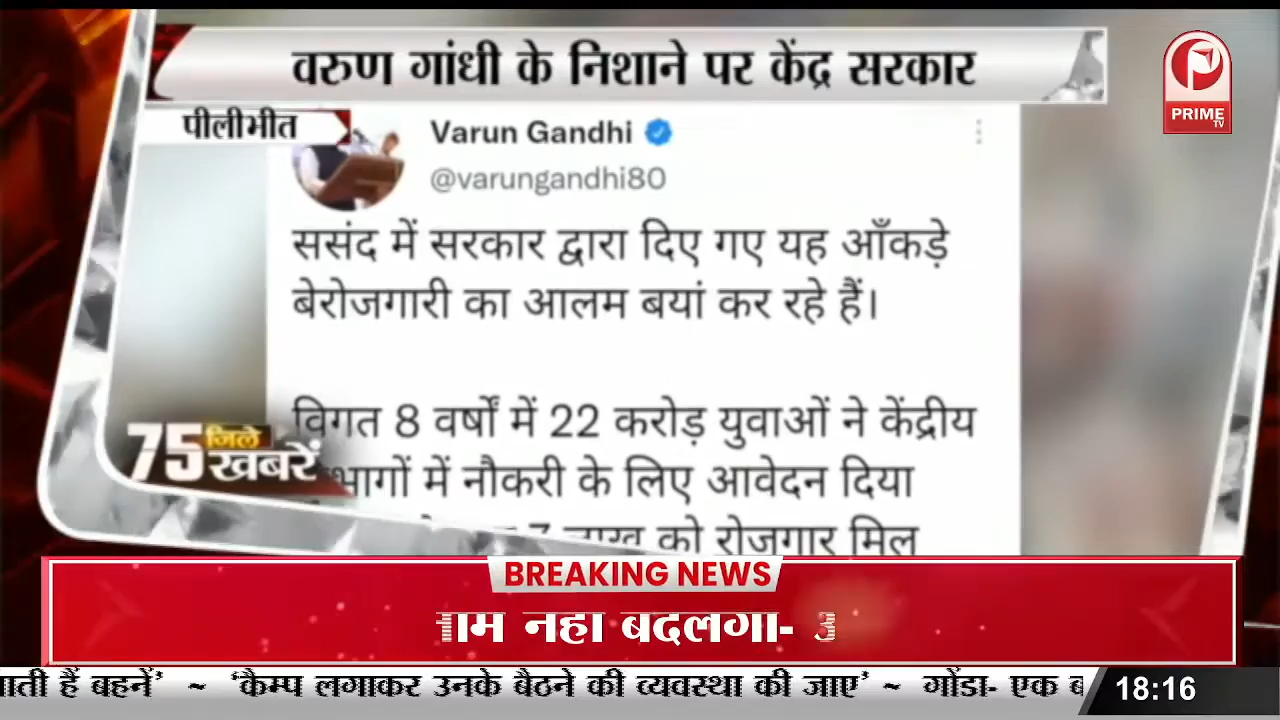 वरुण गांधी के निशाने पर केंद्र सरकार
PRIME
TV
पीलीभीत
Varun Gandhi
@varungandhi80
ससंद में सरकार द्वारा दिए गए यह आँकड़े
बेरोजगारी का आलम बयां कर रहे हैं।
विगत 8 वर्षों में 22 करोड़ युवाओं ने केंद्रीय
में नौकरी के लिए आवेदन दिया
7 लाख को रोजगार मिल
75 जिले
खबरें
BREAKING NEWS
बहनें’ ~ ‘कैम्प लगाकर उनके बैठने की व्यवस्था की जाए’ ~ गोंडा- एक
18:16